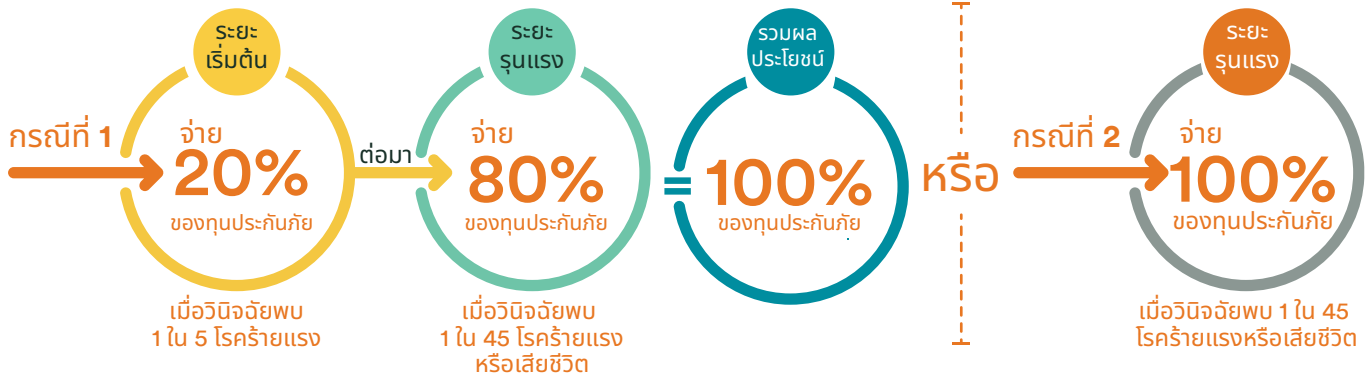 กรณีที่ 1
ระยะ
เริ่มต้น
จ่าย
20%
ของทุนประกันภัย
เมื่อวินิจฉัยพบ
1 ใน 5 โรคร้ายแรง
ต่อมา
ระยะ
รุนแรง
จ่าย
80%
ของทุนประกันภัย
เมื่อวินิจฉัยพบ
1 ใน 45 โรคร้ายแรง
หรือเสียชีวิต
=
รวมผล
ประโยชน์
100%
ของทุนประกันภัย
หรือ
กรณีที่ 2
ระยะ
รุนแรง
จ่าย
100%
ของทุนประกันภัย
เมื่อวินิจฉัยพบ 1 ใน 45
โรคร้ายแรงหรือเสียชีวิต